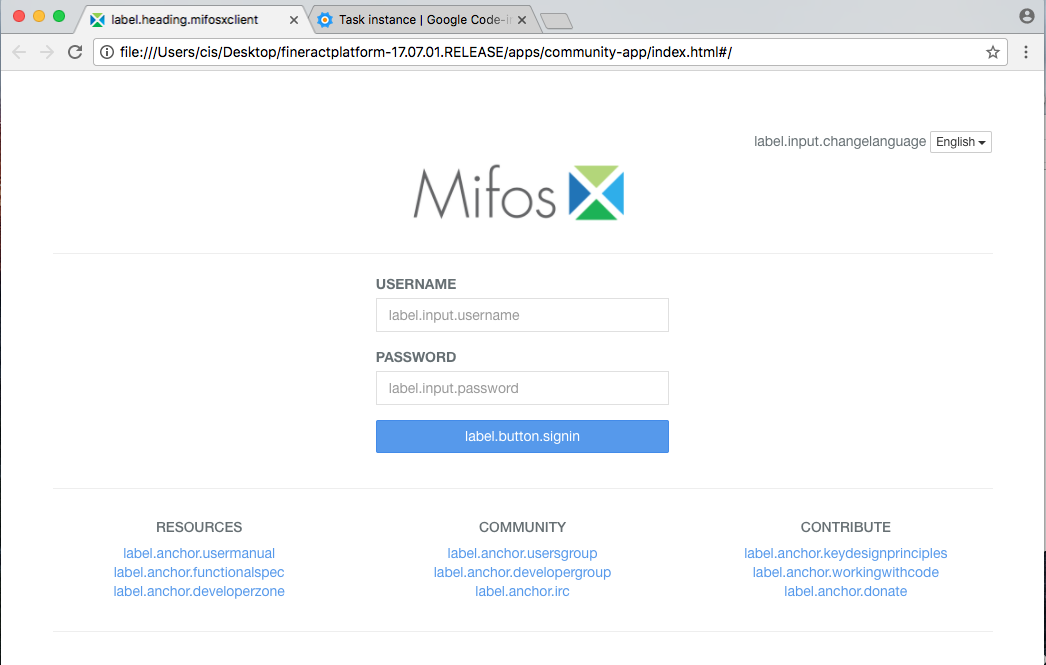 label.heading.mifosxclient
Task instance | Google Code-i
file:///Users/cis/Desktop/fineractplatform-17.07.01.RELEASE/apps/community-app/index.html#/
label.input.changelanguage English
Mifos
USERNAME
label.input.username
PASSWORD
label.input.password
label.button.signin
RESOURCES COMMUNITY CONTRIBUTE
label.anchor.usermanual label.anchor.usersgroup label.anchor.keydesignprinciples
label.anchor.functionalspec label.anchor.developergroup label.anchor.workingwithcode
label.anchor.developerzone label.anchor.irc label.anchor.donate